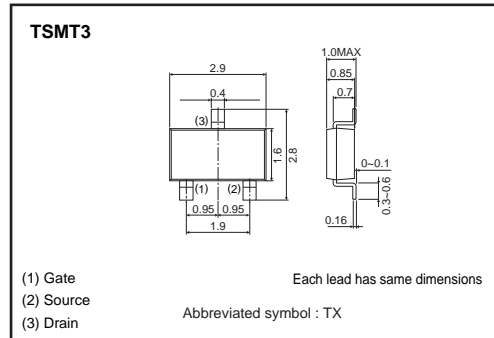 TSMT3
1.0MAX
2.9
0.85
0.4
0.7
(3)
1.6
2.8
0~0.1
(1)
(2)
0.3~0.6
0.95
0.95
0.16
1.9
(1) Gate
Each lead has same dimensions
(2) Source
(3) Drain
Abbreviated symbol : TX